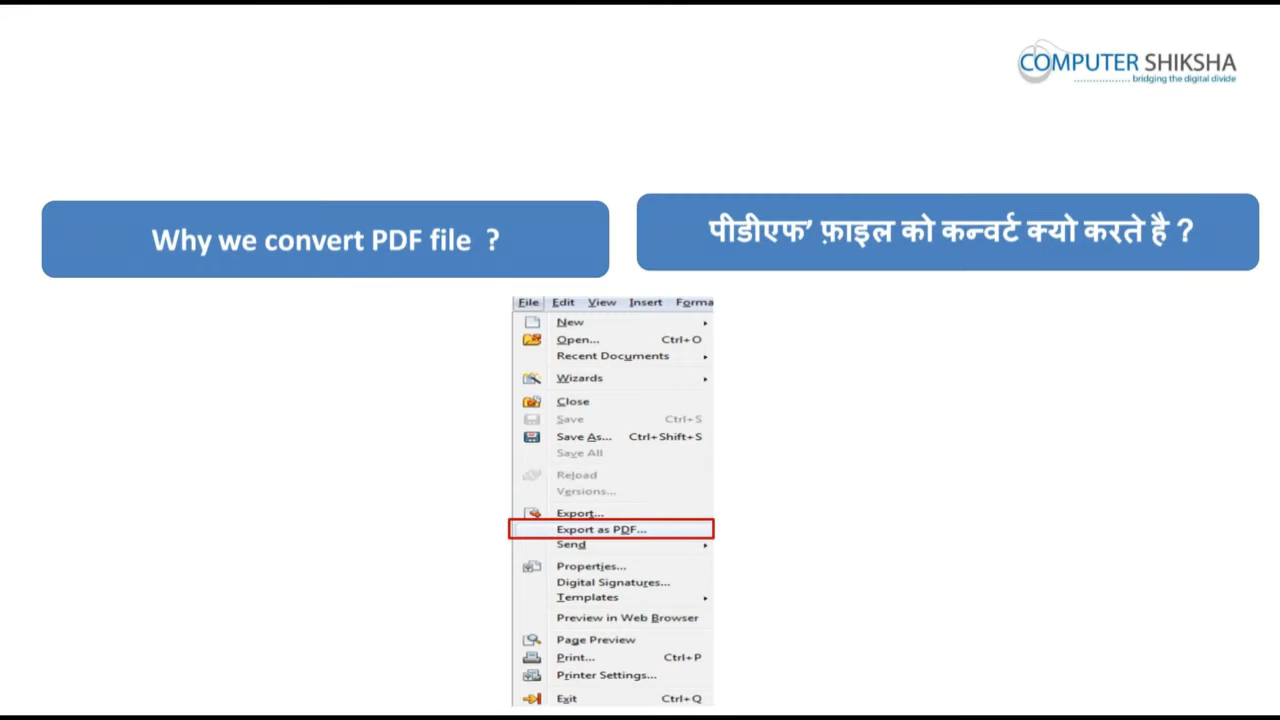 COMPUTER SHIKSHA
bridging the digital divide
Why we convert PDF file ?
पीडीएफ’ फ़ाइल को कन्वर्ट क्यो करते है ?
File Edit View Insert Forma
New
Open... Ctrl+O
Recent Documents
Wizards
Close
Save Ctrl+S
Save As... Ctrl+Shift+S
Save All
Reload
Versions...
Export...
Export as PDF...
Send
Properties...
Digital Signatures...
Templates
Preview in Web Browser
Page Preview
Print... Ctrl+P
Printer Settings...
Exit Ctrl+Q